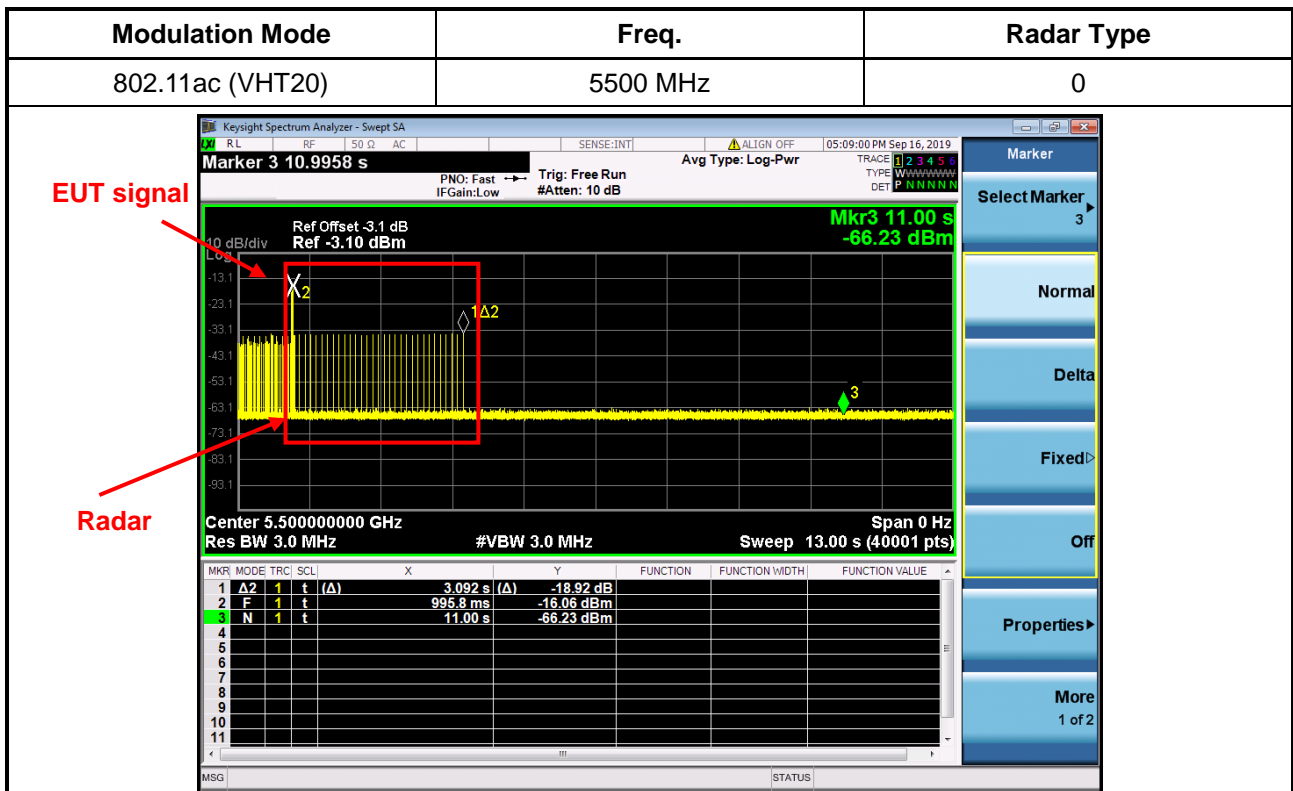 Modulation Mode Freq. Radar Type
802.11ac (VHT20) 5500 MHz 0
Keysight Spectrum Analyzer - Swept SA
LXI RL RF 50 Ω AC SENSE:INT ALIGN OFF 05:09:00 PM Sep 16, 2019
Marker 3 10.9958 s
PNO: Fast
IFGain:Low
Trig: Free Run
#Atten: 10 dB
Avg Type: Log-Pwr
TRACE 1 2 3 4 5 6
TYPE WWWWWW
DET P N N N N N
EUT signal
Ref Offset -3.1 dB
10 dB/div Ref -3.10 dBm
Log
Mkr3 11.00 s
-66.23 dBm
-13.1
-23.1
-33.1
-43.1
-53.1
-63.1
-73.1
-83.1
-93.1
2
1Δ2
3
Radar
Center 5.500000000 GHz Span 0 Hz
Res BW 3.0 MHz #VBW 3.0 MHz Sweep 13.00 s (40001 pts)
MKR MODE TRC SCL X Y FUNCTION FUNCTION WIDTH FUNCTION VALUE
1 Δ2 1 t (Δ) 3.092 s (Δ) -18.92 dB
2 F 1 t 995.8 ms -16.06 dBm
3 N 1 t 11.00 s -66.23 dBm
4
5
6
7
8
9
10
11
MSG STATUS
Marker
Select Marker
3
Normal
Delta
Fixed
Off
Properties
More
1 of 2